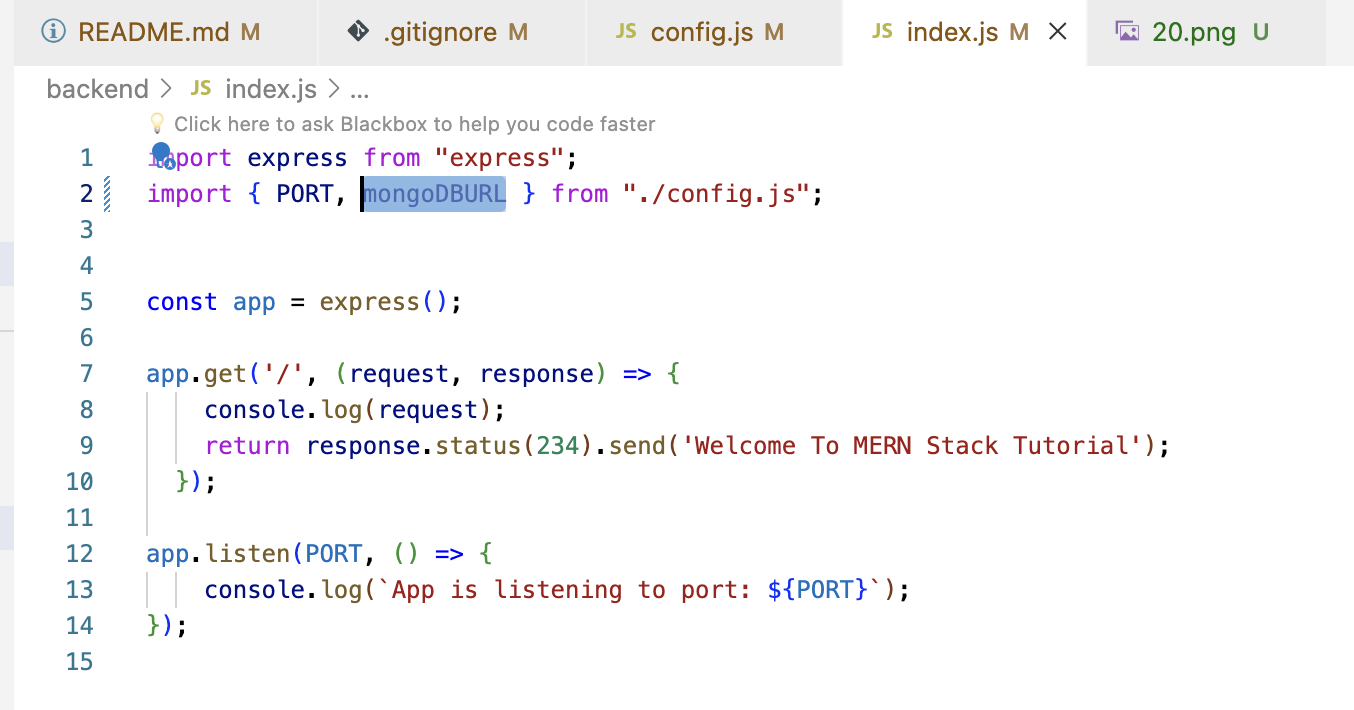 README.md M .gitignore M JS config.js M JS index.js M 20.png U
backend > JS index.js > ...
Click here to ask Blackbox to help you code faster
1 import express from "express";
2 import { PORT, mongoDBURL } from "./config.js";
3
4
5 const app = express();
6
7 app.get('/', (request, response) => {
8 console.log(request);
9 return response.status(234).send('Welcome To MERN Stack Tutorial');
10 });
11
12 app.listen(PORT, () => {
13 console.log(`App is listening to port: ${PORT}`);
14 });
15